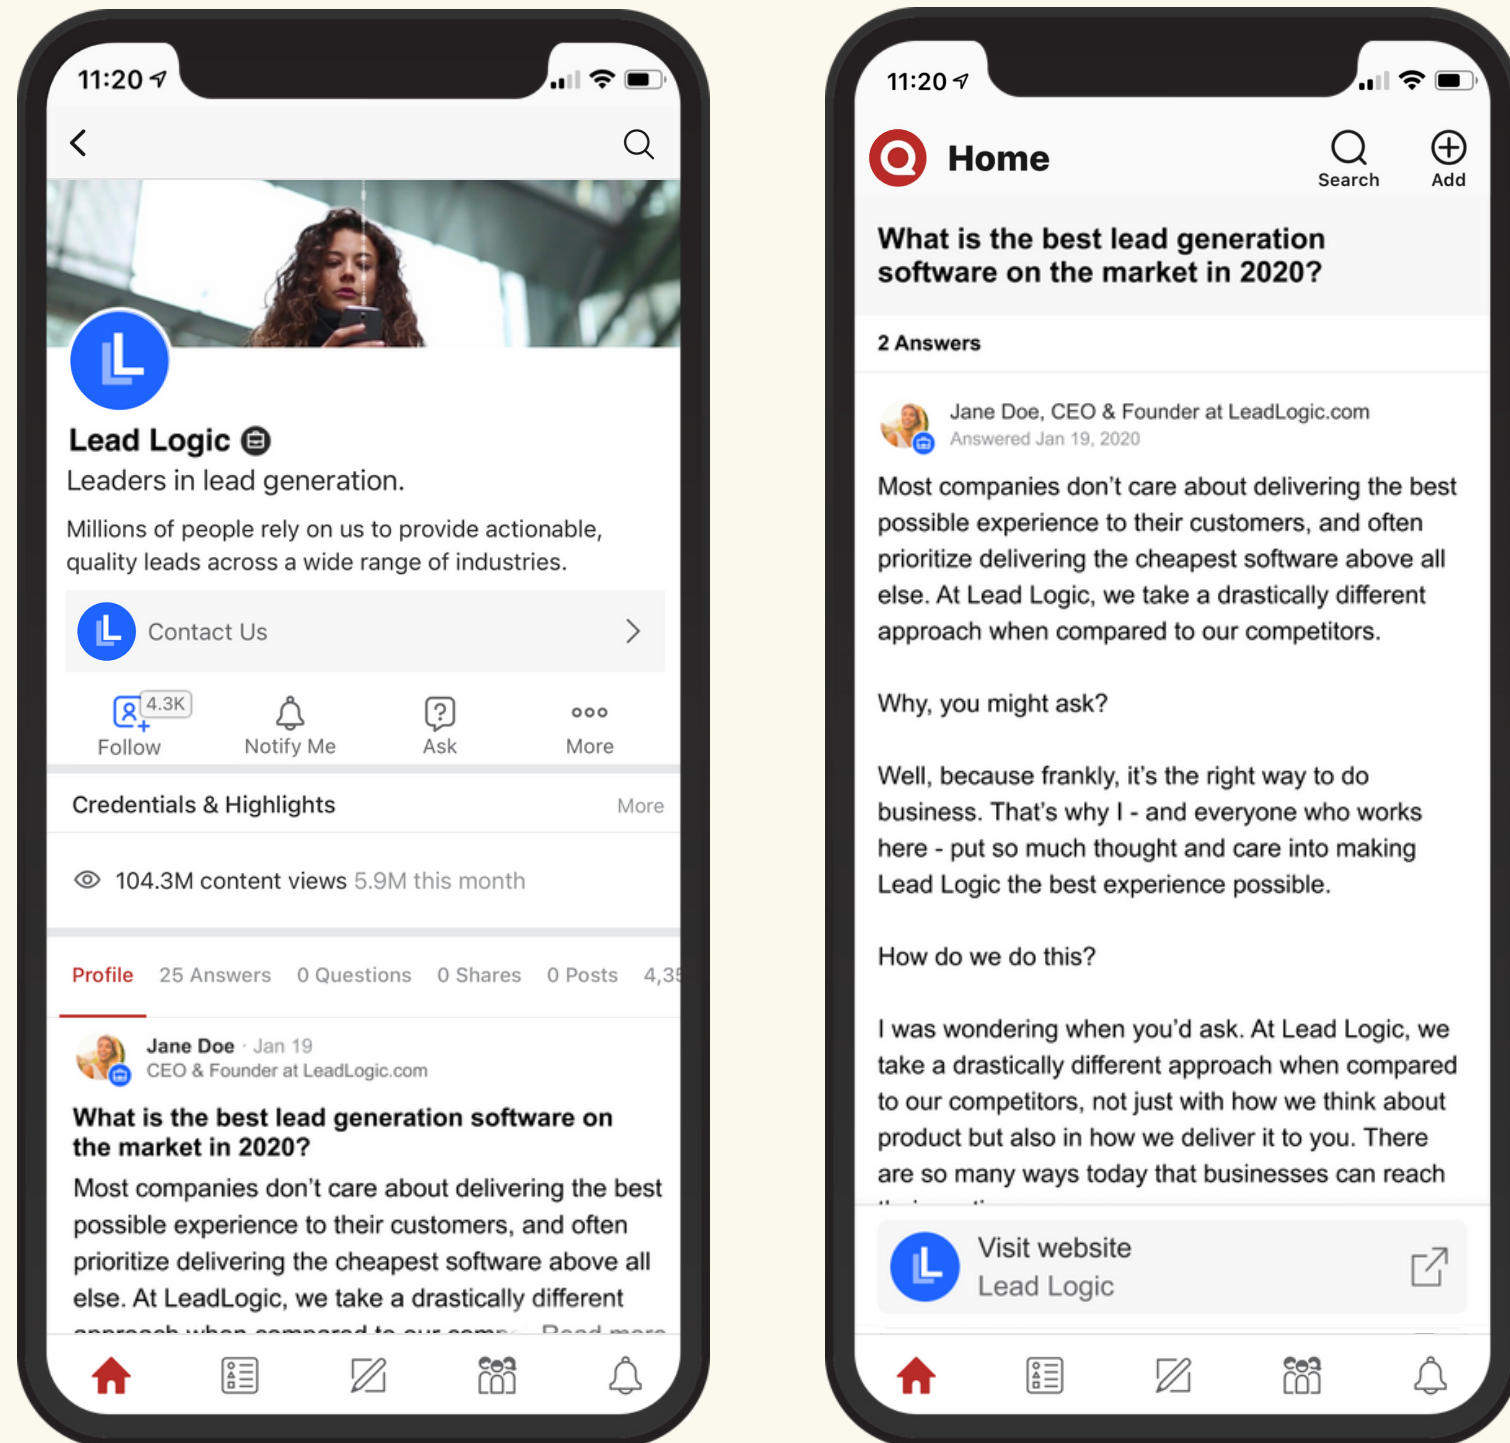 11:20
Lead Logic
Leaders in lead generation.
Millions of people rely on us to provide actionable,
quality leads across a wide range of industries.
Contact Us
4.3K
Follow
Notify Me
Ask
More
Credentials & Highlights
More
104.3M content views 5.9M this month
Profile
25 Answers
0 Questions
0 Shares
0 Posts
4,35
Jane Doe · Jan 19
CEO & Founder at LeadLogic.com
What is the best lead generation software on
the market in 2020?
Most companies don't care about delivering the best
possible experience to their customers, and often
prioritize delivering the cheapest software above all
else. At LeadLogic, we take a drastically different
approach when compared to our Read more
11:20
Home
Search
Add
What is the best lead generation
software on the market in 2020?
2 Answers
Jane Doe, CEO & Founder at LeadLogic.com
Answered Jan 19, 2020
Most companies don't care about delivering the best
possible experience to their customers, and often
prioritize delivering the cheapest software above all
else. At Lead Logic, we take a drastically different
approach when compared to our competitors.
Why, you might ask?
Well, because frankly, it's the right way to do
business. That's why I - and everyone who works
here - put so much thought and care into making
Lead Logic the best experience possible.
How do we do this?
I was wondering when you'd ask. At Lead Logic, we
take a drastically different approach when compared
to our competitors, not just with how we think about
product but also in how we deliver it to you. There
are so many ways today that businesses can reach
Visit website
Lead Logic